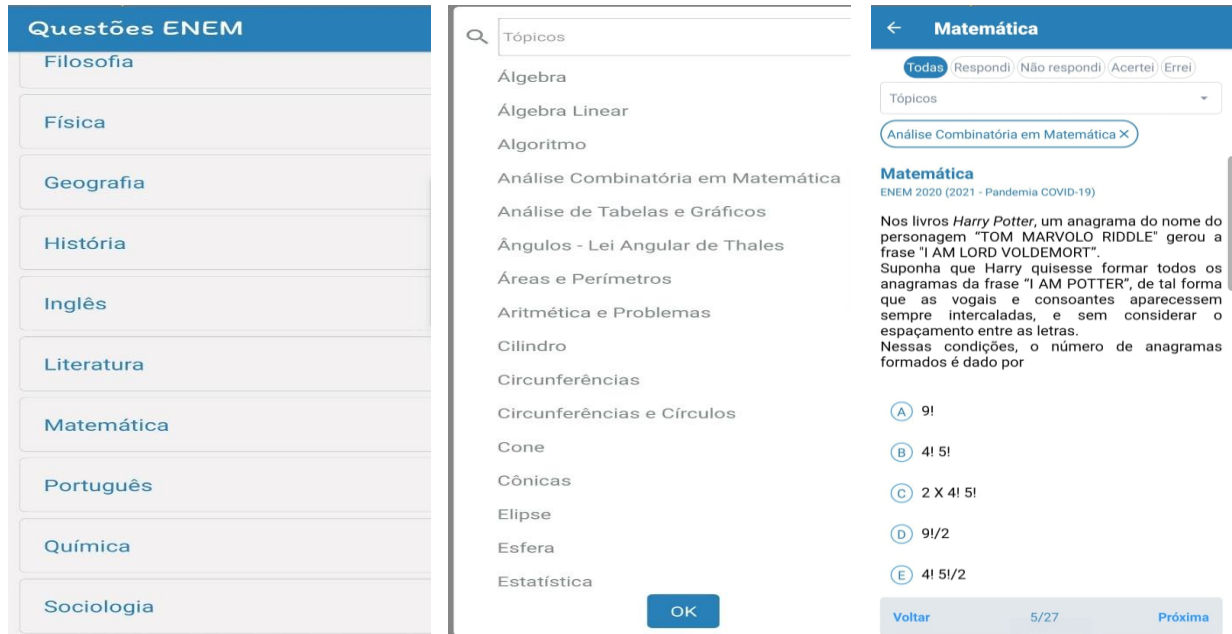 Questões ENEM
Filosofia
Física
Geografia
História
Inglês
Literatura
Matemática
Português
Química
Sociologia
Tópicos
Álgebra
Álgebra Linear
Algoritmo
Análise Combinatória em Matemática
Análise de Tabelas e Gráficos
Ângulos - Lei Angular de Thales
Áreas e Perímetros
Aritmética e Problemas
Cilindro
Circunferências
Circunferências e Círculos
Cone
Cônicas
Elipse
Esfera
Estatística
OK
Matemática
Todas Respondi Não respondi Acertei Errei
Tópicos
Análise Combinatória em Matemática X
Matemática
ENEM 2020 (2021 - Pandemia COVID-19)
Nos livros Harry Potter, um anagrama do nome do
personagem “TOM MARVOLO RIDDLE" gerou a
frase "I AM LORD VOLDEMORT”.
Suponha que Harry quisesse formar todos os
anagramas da frase “I AM POTTER”, de tal forma
que as vogais e consoantes aparecessem
sempre intercaladas, e sem considerar o
espaçamento entre as letras.
Nessas condições, o número de anagramas
formados é dado por
A 9!
B 4! 5!
C 2 X 4! 5!
D 9!/2
E 4! 5!/2
Voltar 5/27 Próxima